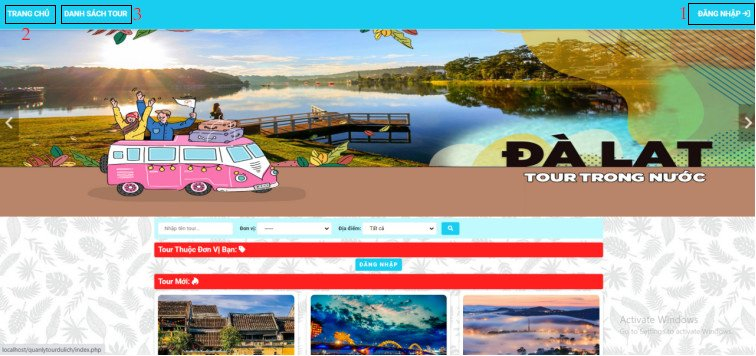 TRANG CHỦ
DANH SÁCH TOUR
3
1
ĐĂNG NHẬP
2
ĐÀ LẠT
TOUR TRONG NƯỚC
Nhập tên tour...
Đơn vị:
-----
Địa điểm:
Tất cả
Tour Thuộc Đơn Vị Bạn:
ĐĂNG NHẬP
Tour Mới:
Activate Windows
Go to Settings to activate Windows.
localhost/quanlytourdulich/index.php